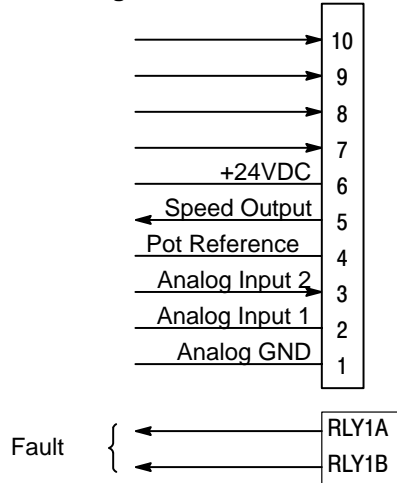 10
9
8
7
+24VDC 6
Speed Output 5
Pot Reference 4
Analog Input 2 3
Analog Input 1 2
Analog GND 1
RLY1A
Fault
RLY1B